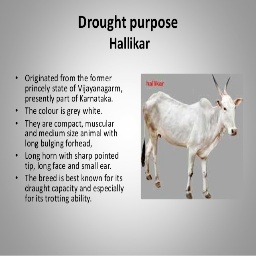 Drought purpose
Hallikar
• Originated from the former
princely state of Vijayanagarm,
presently part of Karnataka.
• The colour is grey white.
• They are compact, muscular
and medium size animal with
long bulging forhead,
• Long horn with sharp pointed
tip, long face and small ear.
• The breed is best known for its
draught capacity and especially
for its trotting ability.
hallikar